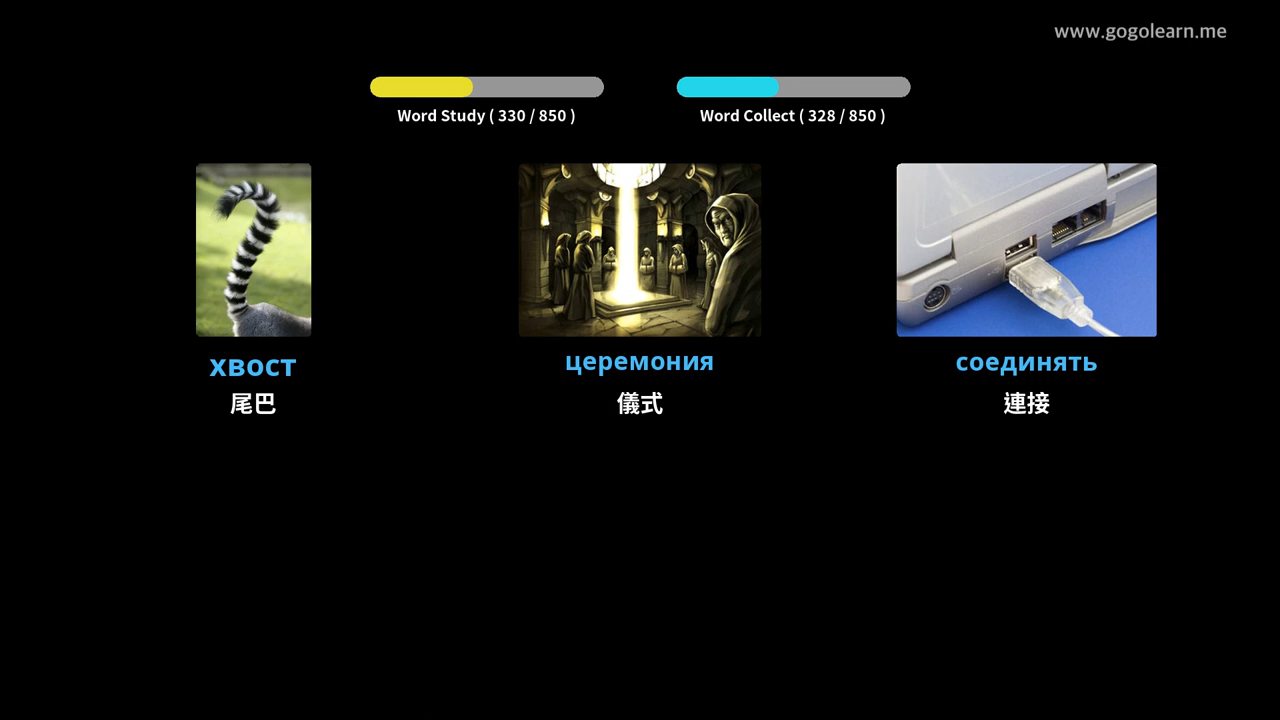 www.gogolearn.me
Word Study ( 330 / 850 )
Word Collect ( 328 / 850 )
хвост
церемония
соединять
尾巴
儀式
連接